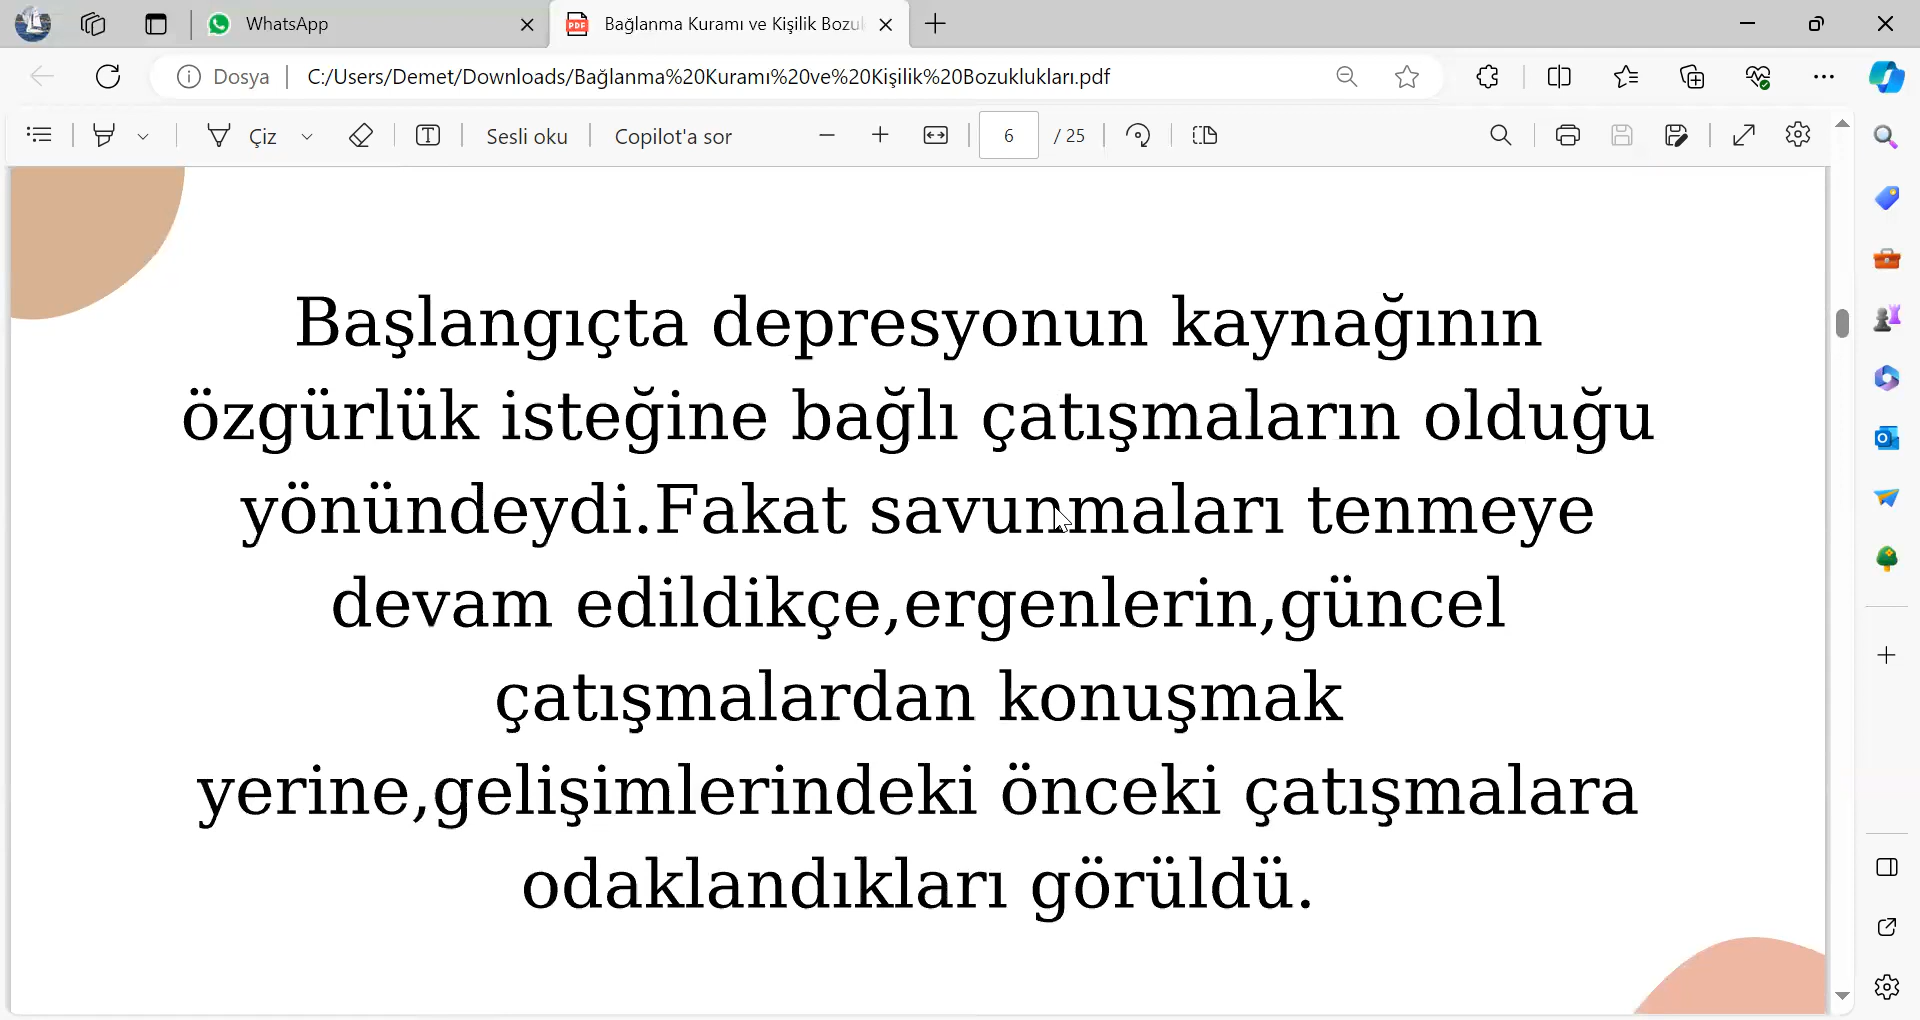 WhatsApp
Bağlanma Kuramı ve Kişilik Bozu
Dosya
C:/Users/Demet/Downloads/Bağlanma%20Kuramı%20ve%20Kişilik%20Bozuklukları.pdf
Çiz
Sesli oku
Copilot'a sor
6 / 25
Başlangıçta depresyonun kaynağının
özgürlük isteğine bağlı çatışmaların olduğu
yönündeydi.Fakat savunmaları tenmeye
devam edildikçe,ergenlerin,güncel
çatışmalardan konuşmak
yerine,gelişimlerindeki önceki çatışmalara
odaklandıkları görüldü.